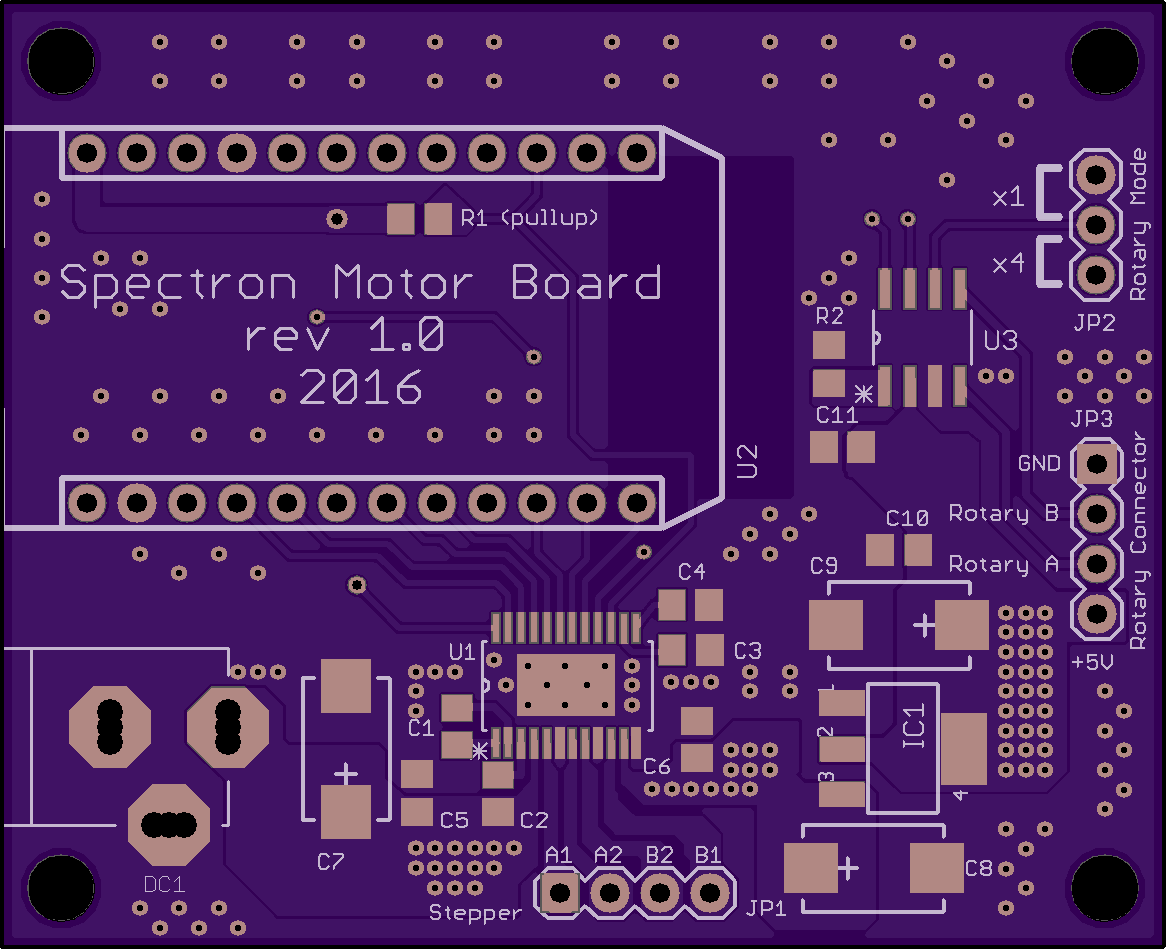 x1
Rotary Mode
R1 (pullup)
x4
Spectron Motor Board
rev 1.0
2016
R2
JP2
U3
C11
JP3
U2
GND
Rotary Connector
C10
Rotary B
C9
Rotary A
C4
U1
C3
+5V
1
C1
IC1
2
C6
3
4
C5
C2
C7
A1 A2 B2 B1
C8
DC1
Stepper
JP1